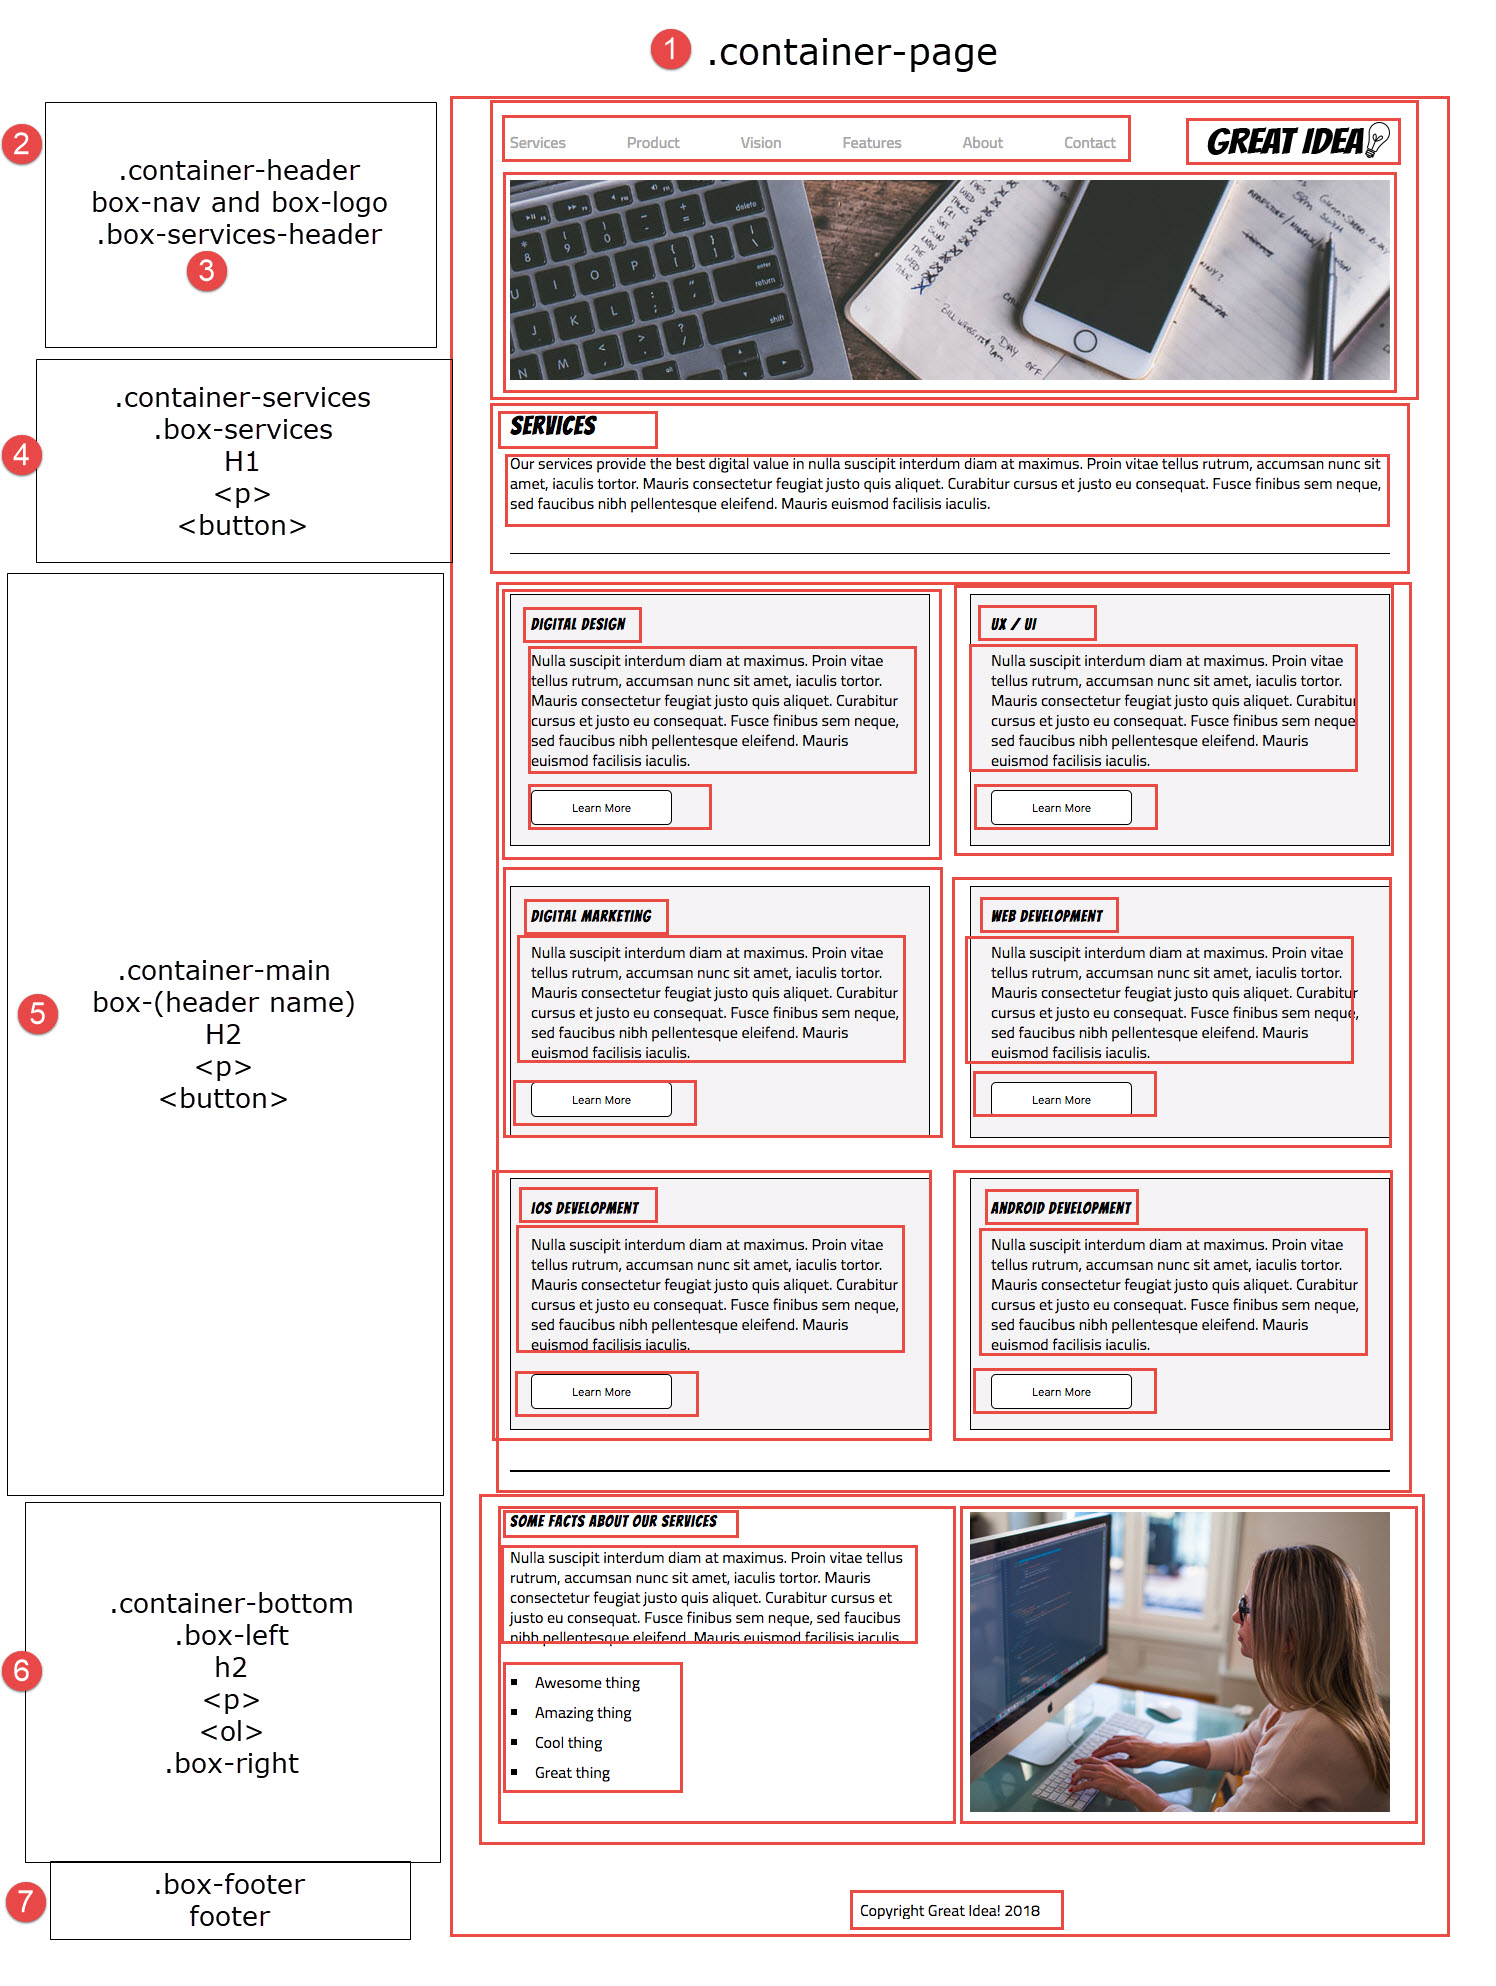 1 .container-page
2
.container-header
box-nav and box-logo
.box-services-header
3
Services Product Vision Features About Contact
GREAT IDEA
4
.container-services
.box-services
H1
<p>
<button>
SERVICES
Our services provide the best digital value in nulla suscipit interdum diam at maximus. Proin vitae tellus rutrum, accumsan nunc sit
amet, iaculis tortor. Mauris consectetur feugiat justo quis aliquet. Curabitur cursus et justo eu consequat. Fusce finibus sem neque,
sed faucibus nibh pellentesque eleifend. Mauris euismod facilisis iaculis.
5
.container-main
box-(header name)
H2
<p>
<button>
DIGITAL DESIGN
Nulla suscipit interdum diam at maximus. Proin vitae
tellus rutrum, accumsan nunc sit amet, iaculis tortor.
Mauris consectetur feugiat justo quis aliquet. Curabitur
cursus et justo eu consequat. Fusce finibus sem neque,
sed faucibus nibh pellentesque eleifend. Mauris
euismod facilisis iaculis.
Learn More
UX / UI
Nulla suscipit interdum diam at maximus. Proin vitae
tellus rutrum, accumsan nunc sit amet, iaculis tortor.
Mauris consectetur feugiat justo quis aliquet. Curabitur
cursus et justo eu consequat. Fusce finibus sem neque
sed faucibus nibh pellentesque eleifend. Mauris
euismod facilisis iaculis.
Learn More
DIGITAL MARKETING
Nulla suscipit interdum diam at maximus. Proin vitae
tellus rutrum, accumsan nunc sit amet, iaculis tortor.
Mauris consectetur feugiat justo quis aliquet. Curabitur
cursus et justo eu consequat. Fusce finibus sem neque,
sed faucibus nibh pellentesque eleifend. Mauris
euismod facilisis iaculis.
Learn More
WEB DEVELOPMENT
Nulla suscipit interdum diam at maximus. Proin vitae
tellus rutrum, accumsan nunc sit amet, iaculis tortor.
Mauris consectetur feugiat justo quis aliquet. Curabitur
cursus et justo eu consequat. Fusce finibus sem neque,
sed faucibus nibh pellentesque eleifend. Mauris
euismod facilisis iaculis.
Learn More
IOS DEVELOPMENT
Nulla suscipit interdum diam at maximus. Proin vitae
tellus rutrum, accumsan nunc sit amet, iaculis tortor.
Mauris consectetur feugiat justo quis aliquet. Curabitur
cursus et justo eu consequat. Fusce finibus sem neque,
sed faucibus nibh pellentesque eleifend. Mauris
euismod facilisis iaculis.
Learn More
ANDROID DEVELOPMENT
Nulla suscipit interdum diam at maximus. Proin vitae
tellus rutrum, accumsan nunc sit amet, iaculis tortor.
Mauris consectetur feugiat justo quis aliquet. Curabitur
cursus et justo eu consequat. Fusce finibus sem neque,
sed faucibus nibh pellentesque eleifend. Mauris
euismod facilisis iaculis.
Learn More
6
.container-bottom
.box-left
h2
<p>
<ol>
.box-right
SOME FACTS ABOUT OUR SERVICES
Nulla suscipit interdum diam at maximus. Proin vitae tellus
rutrum, accumsan nunc sit amet, iaculis tortor. Mauris
consectetur feugiat justo quis aliquet. Curabitur cursus et
justo eu consequat. Fusce finibus sem neque, sed faucibus
nibh pellentesque eleifend. Mauris euismod facilisis iaculis.
Awesome thing
Amazing thing
Cool thing
Great thing
7
.box-footer
footer
Copyright Great Idea! 2018